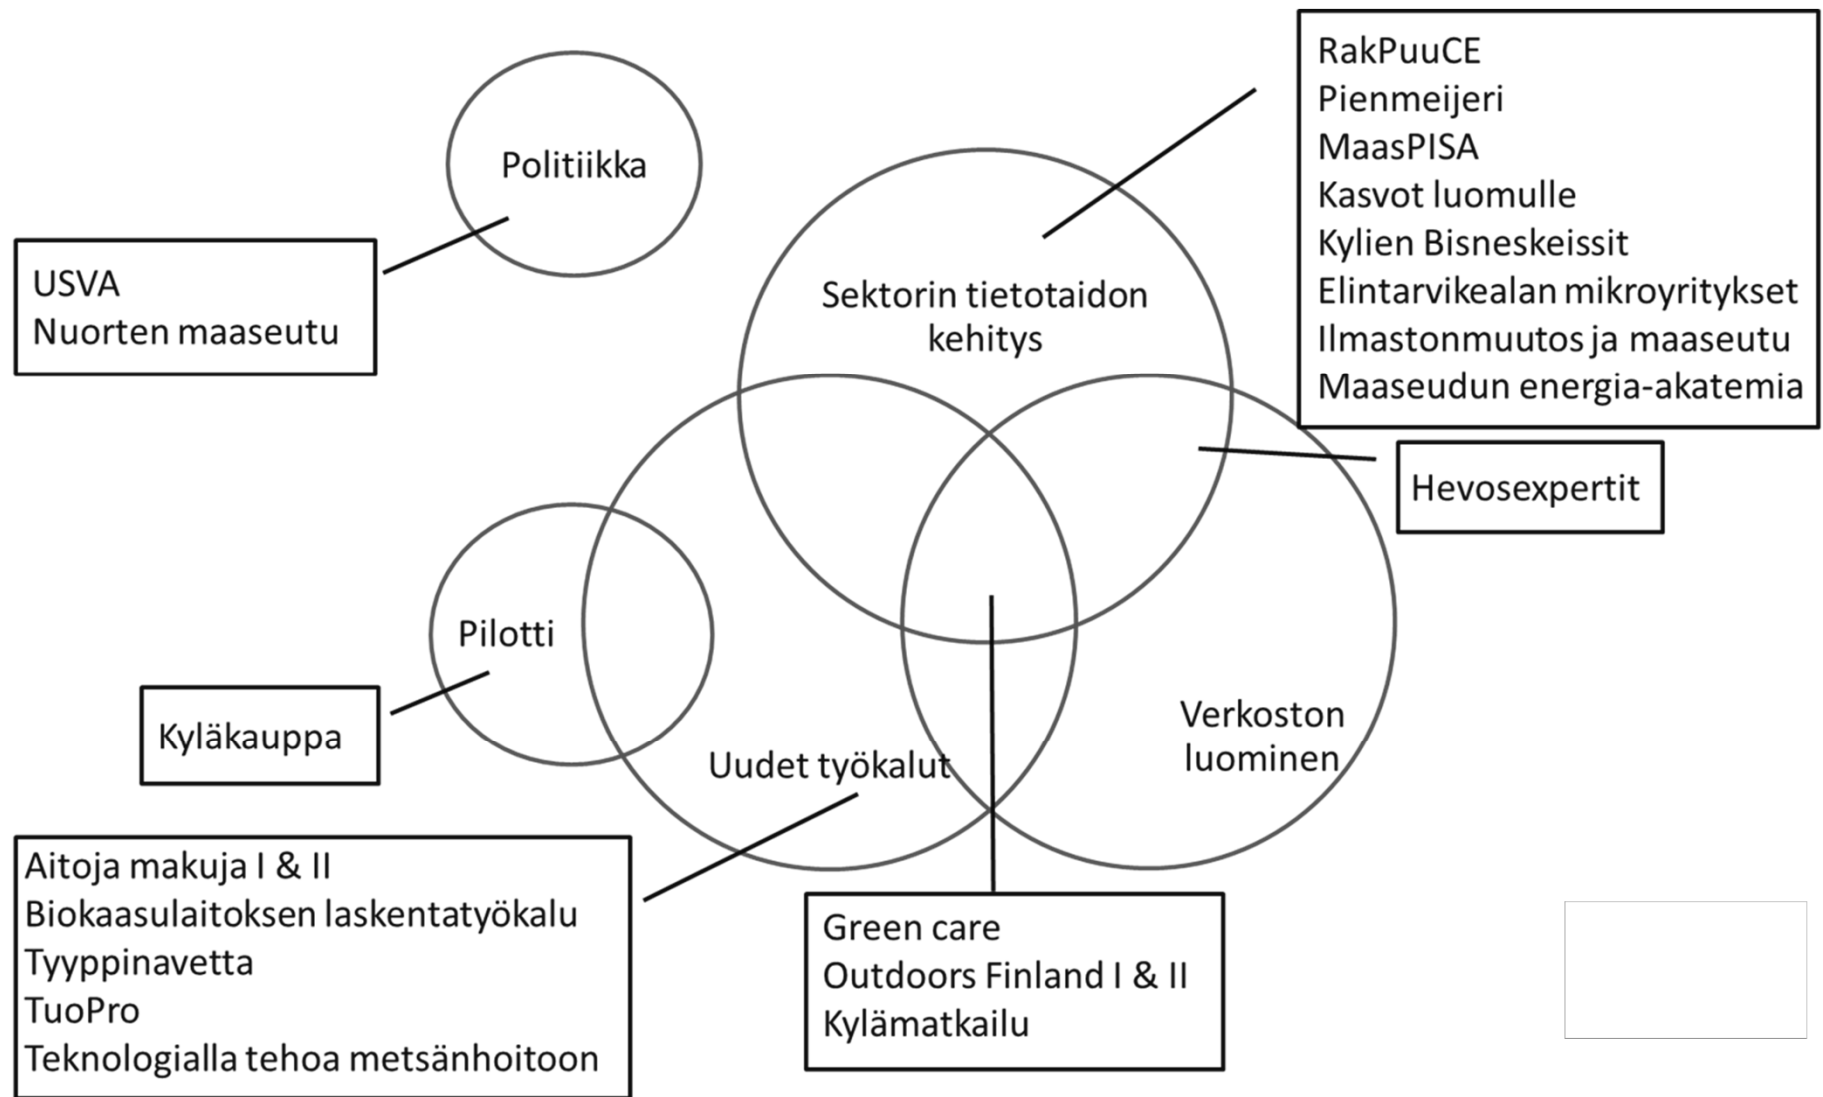 Politiikka
USVA
Nuorten maaseutu
RakPuuCE
Pienmeijeri
MaasPISA
Kasvot luomulle
Kylien Bisneskeissit
Elintarvikealan mikroyritykset
Ilmastonmuutos ja maaseutu
Maaseudun energia-akatemia
Sektorin tietotaidon
kehitys
Hevosexpertit
Pilotti
Kyläkauppa
Uudet työkalut
Verkoston
luominen
Aitoja makuja I & II
Biokaasulaitoksen laskentatyökalu
Tyyppinavetta
TuoPro
Teknologialla tehoa metsänhoitoon
Green care
Outdoors Finland I & II
Kylämatkailu